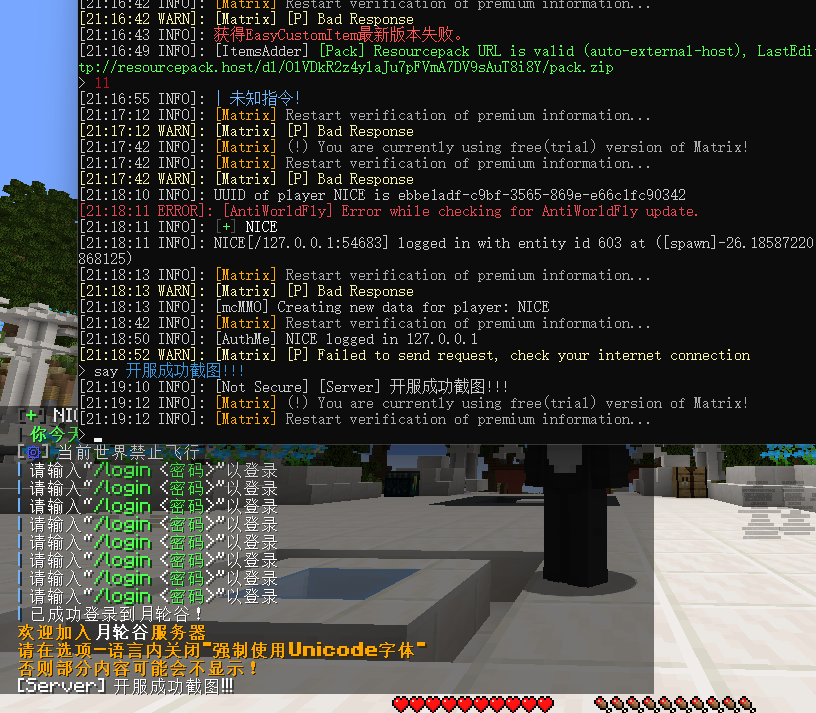 [21:16:42 INFO]: [Matrix] Restart verification of premium information...
[21:16:42 WARN]: [Matrix] [P] Bad Response
[21:16:43 INFO]: 获得EasyCustomItem最新版本失败。
[21:16:49 INFO]: [ItemsAdder] [Pack] Resourcepack URL is valid (auto-external-host), LastEdi
tp://resourcepack.host/dl/OlVDkR2z4ylaJu7pFVmA7DV9sAuT8i8Y/pack.zip
> ll
[21:16:55 INFO]: | 未知指令!
[21:17:12 INFO]: [Matrix] Restart verification of premium information...
[21:17:12 WARN]: [Matrix] [P] Bad Response
[21:17:42 INFO]: [Matrix] (!) You are currently using free(trial) version of Matrix!
[21:17:42 INFO]: [Matrix] Restart verification of premium information...
[21:17:42 WARN]: [Matrix] [P] Bad Response
[21:18:10 INFO]: UUID of player NICE is ebbe1adf-c9bf-3565-869e-e66c1fc90342
[21:18:11 ERROR]: [AntiWorldFly] Error while checking for AntiWorldFly update.
[21:18:11 INFO]: [+] NICE
[21:18:11 INFO]: NICE[/127.0.0.1:54683] logged in with entity id 603 at ([spawn]-26.18587220
868125)
[21:18:13 INFO]: [Matrix] Restart verification of premium information...
[21:18:13 WARN]: [Matrix] [P] Bad Response
[21:18:13 INFO]: [mcMMO] Creating new data for player: NICE
[21:18:42 INFO]: [Matrix] Restart verification of premium information...
[21:18:50 INFO]: [AuthMe] NICE logged in 127.0.0.1
[21:18:52 WARN]: [Matrix] [P] Failed to send request, check your internet connection
> say 开服成功截图!!!
[21:19:10 INFO]: [Not Secure] [Server] 开服成功截图!!!
[21:19:12 INFO]: [Matrix] (!) You are currently using free(trial) version of Matrix!
[21:19:12 INFO]: [Matrix] Restart verification of premium information...
>
[+] NIC
| 你今天
当前世界禁止飞行
| 请输入“/login <密码>”以登录
| 请输入“/login <密码>”以登录
| 请输入“/login <密码>”以登录
| 请输入“/login <密码>”以登录
| 请输入“/login <密码>”以登录
| 请输入“/login <密码>”以登录
| 请输入“/login <密码>”以登录
| 请输入“/login <密码>”以登录
| 已成功登录到月轮谷！
欢迎加入月轮谷服务器
请在选项-语言内关闭"强制使用Unicode字体"
否则部分内容可能会不显示！
[Server] 开服成功截图!!!